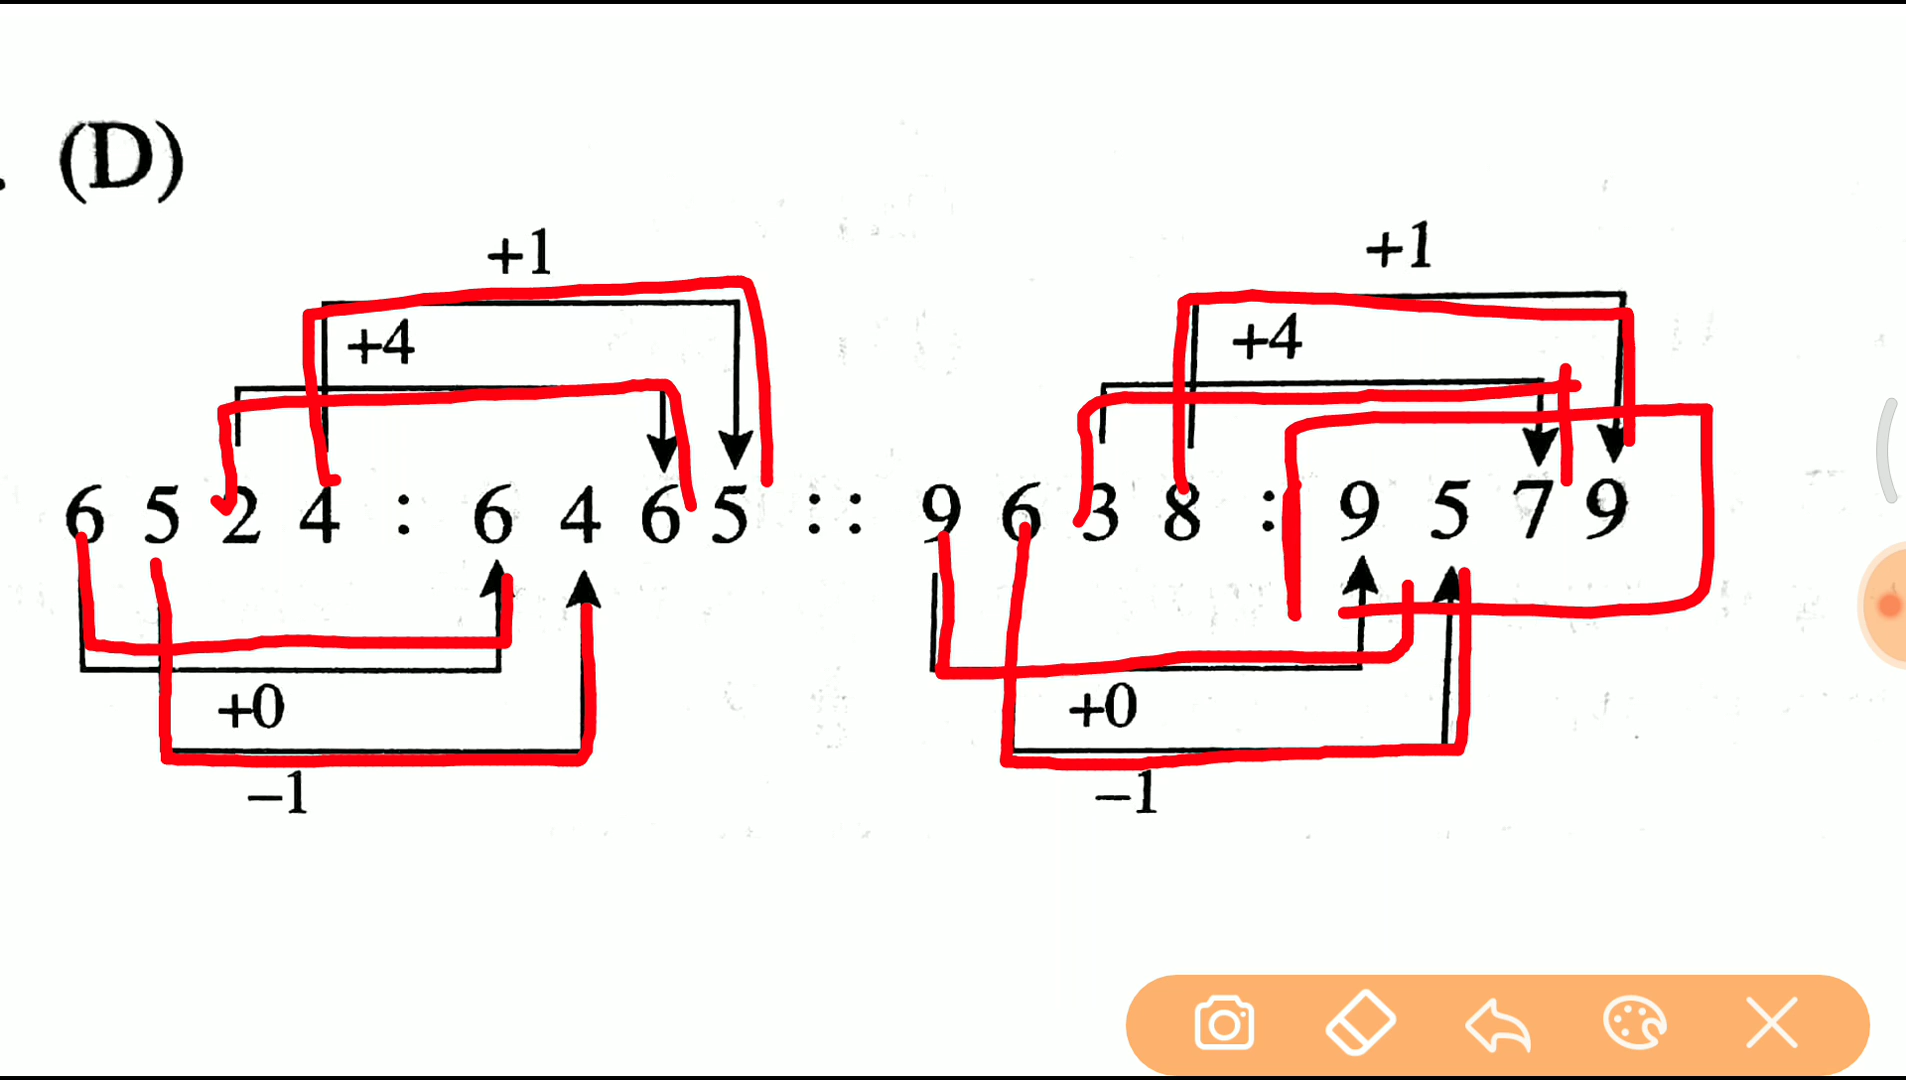 . (D)
+1 +1
+4 +4
6 5 2 4 : 6 4 6 5 : : 9 6 3 8 : 9 5 7 9
+0 +0
–1 –1